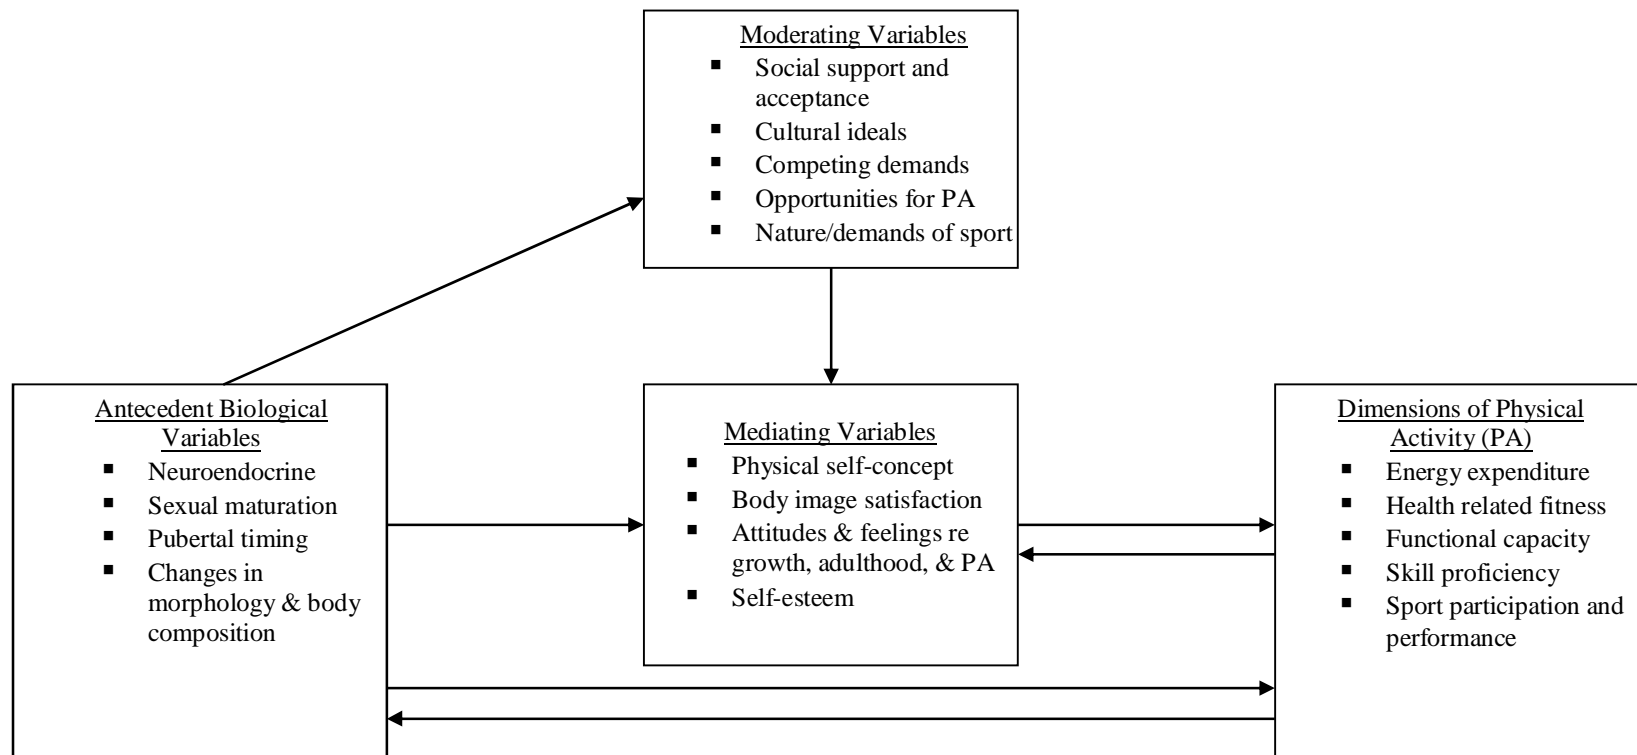 Moderating Variables
▪ Social support and
acceptance
▪ Cultural ideals
▪ Competing demands
▪ Opportunities for PA
▪ Nature/demands of sport
Antecedent Biological
Variables
▪ Neuroendocrine
▪ Sexual maturation
▪ Pubertal timing
▪ Changes in
morphology & body
composition
Mediating Variables
▪ Physical self-concept
▪ Body image satisfaction
▪ Attitudes & feelings re
growth, adulthood, & PA
▪ Self-esteem
Dimensions of Physical
Activity (PA)
▪ Energy expenditure
▪ Health related fitness
▪ Functional capacity
▪ Skill proficiency
▪ Sport participation and
performance